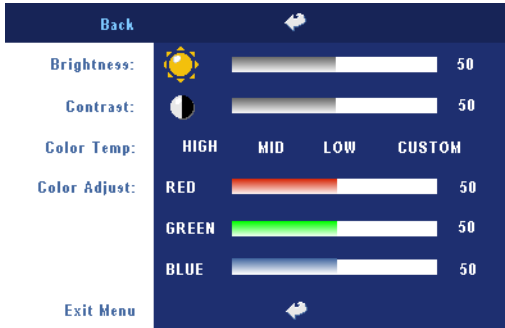 Back
Brightness: 50
Contrast: 50
Color Temp: HIGH MID LOW CUSTOM
Color Adjust: RED 50
GREEN 50
BLUE 50
Exit Menu